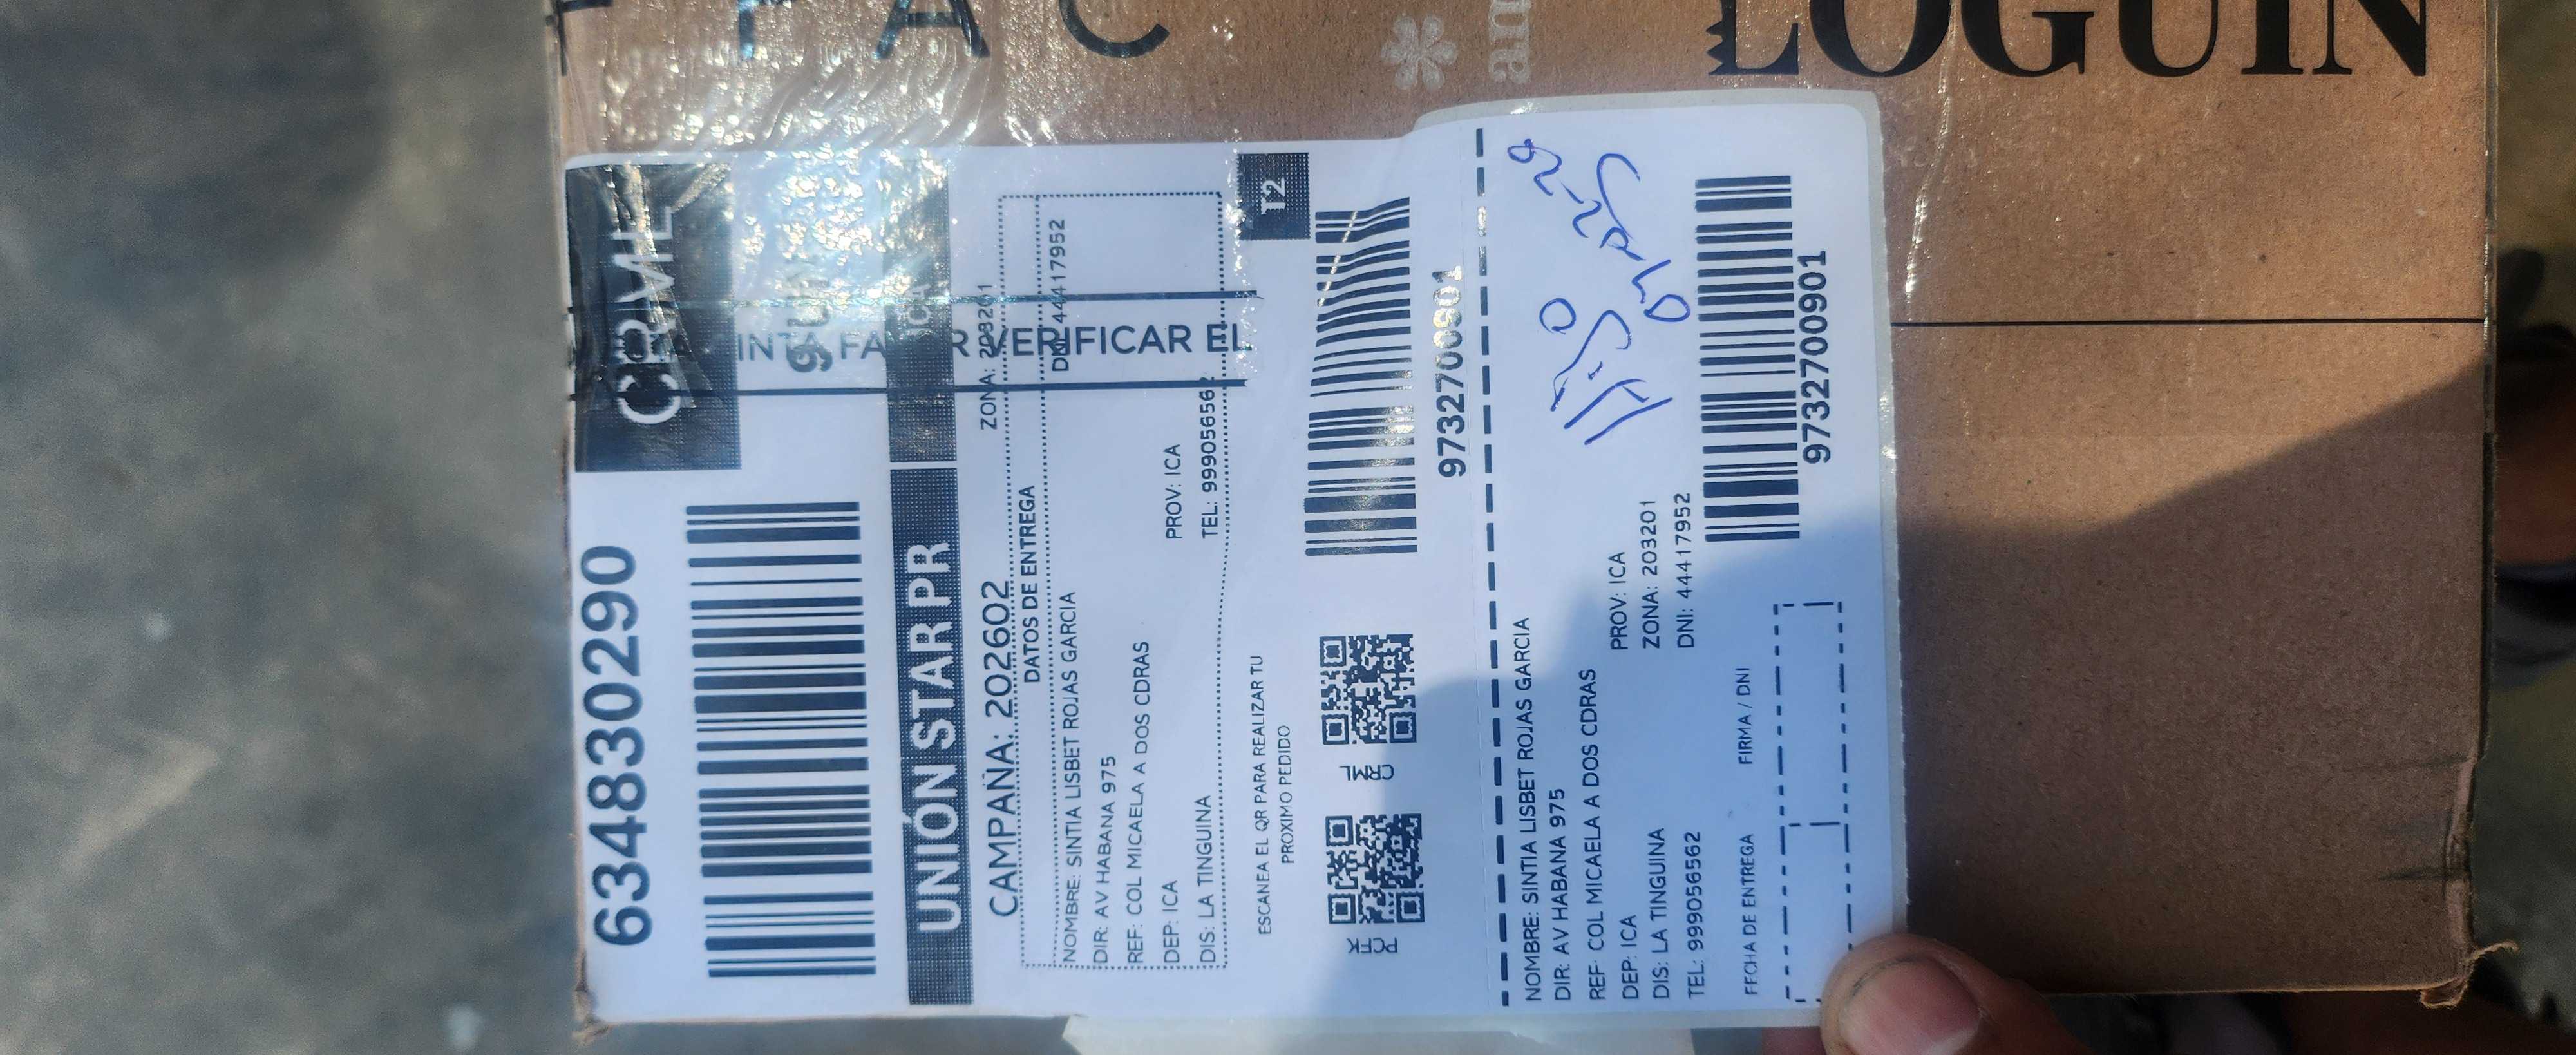 PAC
LOGUIN
634830290
CRML
UNIÓN STAR PR
INTA FA R VERIFICAR EL
CAMPAÑA: 202602
ZONA: 203201
DATOS DE ENTREGA
NOMBRE: SINTIA LISBET ROJAS GARCIA
DNI: 44417952
DIR: AV HABANA 975
REF: COL MICAELA A DOS CDRAS
DEP: ICA
PROV: ICA
DIS: LA TINGUINA
TEL: 999056562
T2
ESCANEA EL QR PARA REALIZAR TU
PROXIMO PEDIDO
PCFK
CRML
9732700901
NOMBRE: SINTIA LISBET ROJAS GARCIA
DIR: AV HABANA 975
REF: COL MICAELA A DOS CDRAS
DEP: ICA
PROV: ICA
DIS: LA TINGUINA
ZONA: 203201
TEL: 999056562
DNI: 44417952
FECHA DE ENTREGA
FIRMA / DNI
9732700901